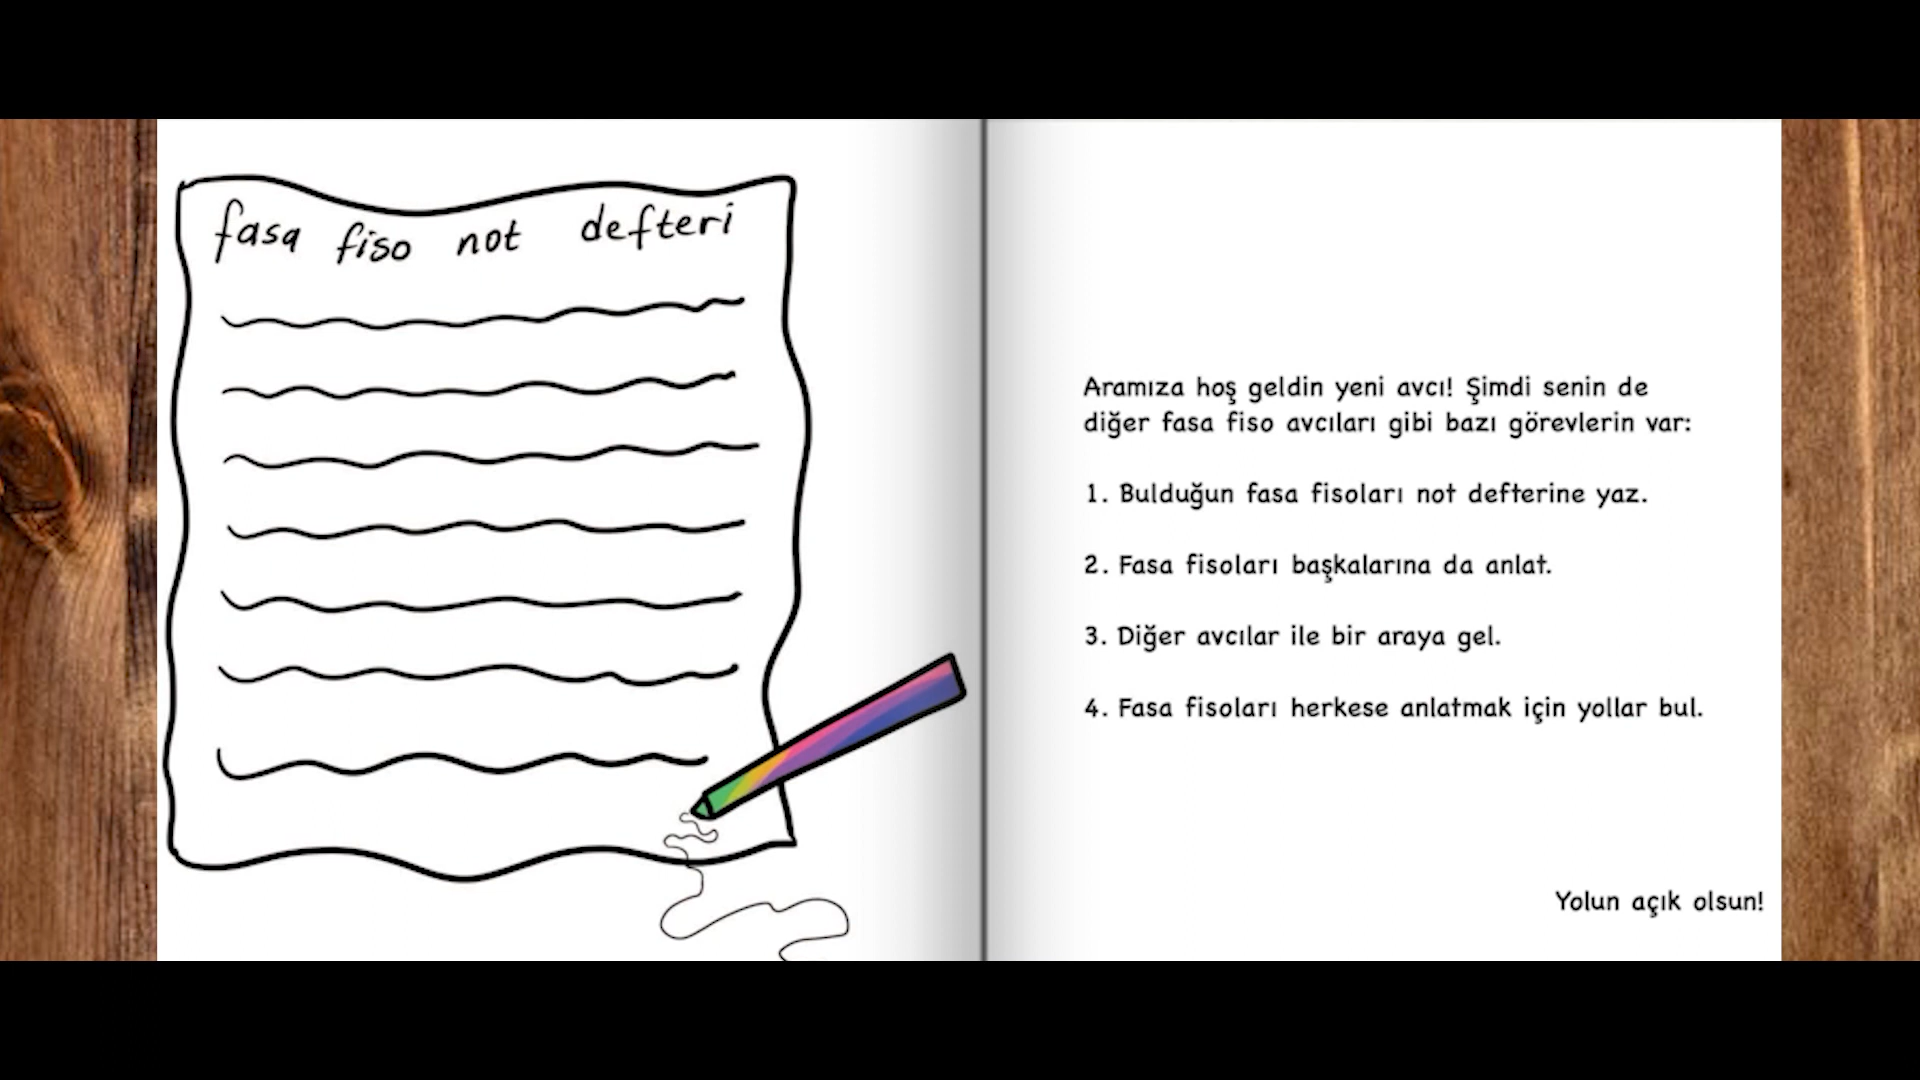 fasa fiso not defteri
Aramıza hoş geldin yeni avcı! Şimdi senin de
diğer fasa fiso avcıları gibi bazı görevlerin var:
1. Bulduğun fasa fisoları not defterine yaz.
2. Fasa fisoları başkalarına da anlat.
3. Diğer avcılar ile bir araya gel.
4. Fasa fisoları herkese anlatmak için yollar bul.
Yolun açık olsun!